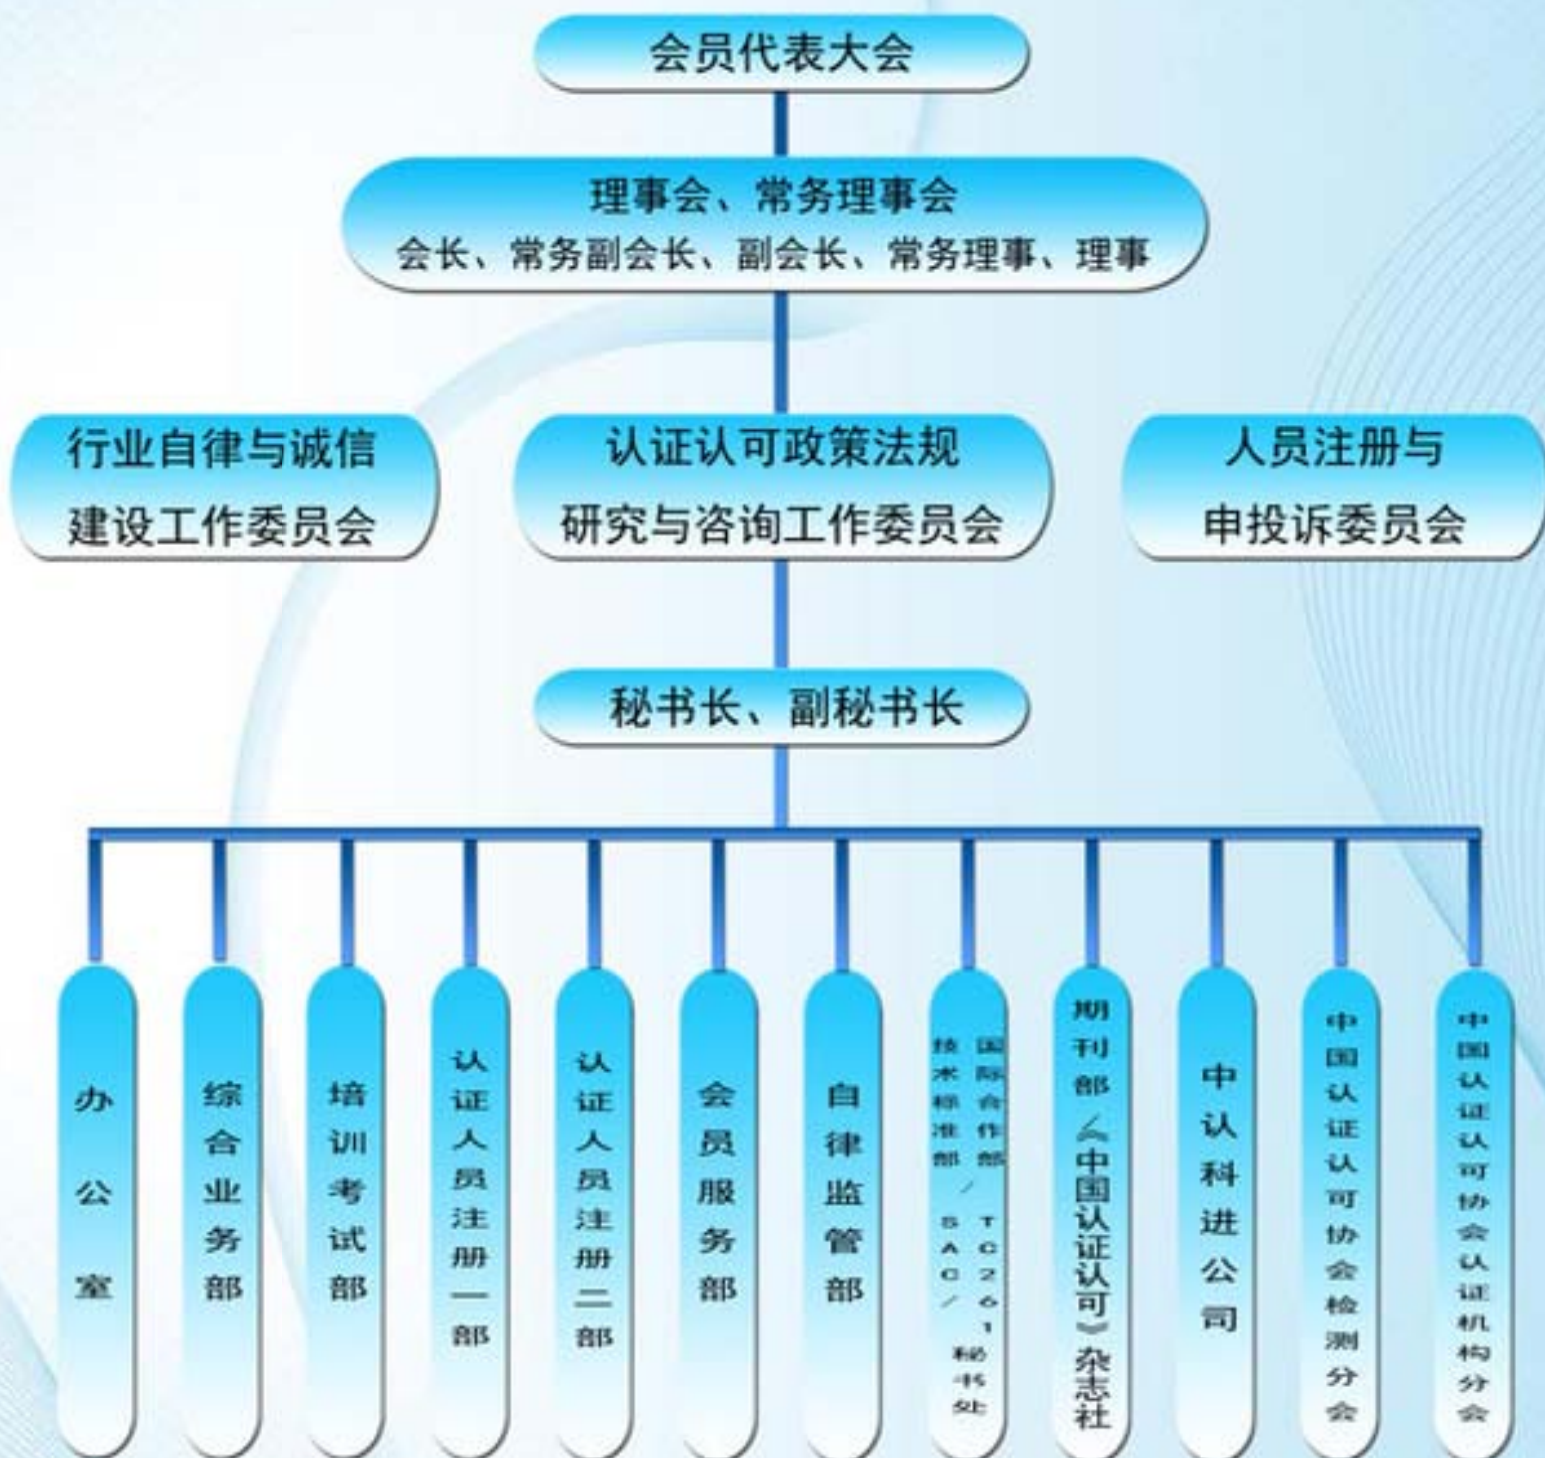 会员代表大会
理事会、常务理事会
会长、常务副会长、副会长、常务理事、理事
行业自律与诚信
建设工作委员会
认证认可政策法规
研究与咨询工作委员会
人员注册与
申投诉委员会
秘书长、副秘书长
办公室
综合业务部
培训考试部
认证人员注册一部
认证人员注册二部
会员服务部
自律监管部
技术标准部
国际合作部
/
SAC/
TC261
秘书处
期刊部《中国认证认可》杂志社
中认科进公司
中国认证认可协会检测分会
中国认证认可协会认证机构分会